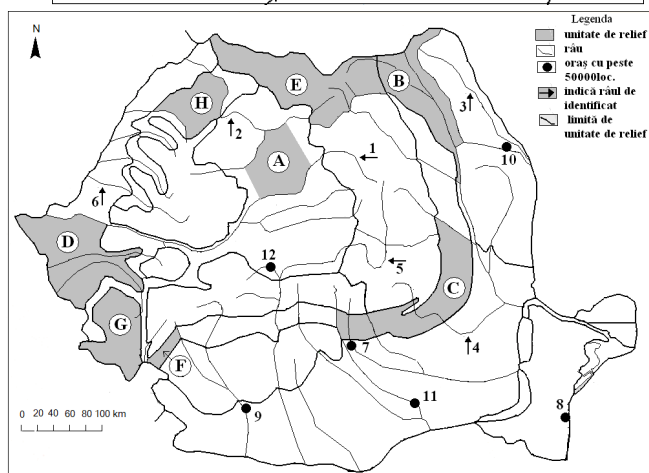 N
Legenda
unitate de relief
râu
oraș cu peste
50000loc.
indică râul de
identificat
limită de
unitate de relief
E
B
H
3
2
1
10
A
6
D
12
5
C
G
F
7
4
11
9
8
0 20 40 60 80 100 km